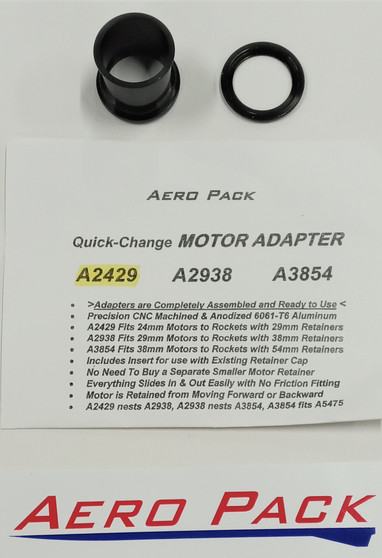 AERO PACK
Quick-Change MOTOR ADAPTER
A2429 A2938 A3854
• >Adapters are Completely Assembled and Ready to Use <
• Precision CNC Machined & Anodized 6061-T6 Aluminum
• A2429 Fits 24mm Motors to Rockets with 29mm Retainers
• A2938 Fits 29mm Motors to Rockets with 38mm Retainers
• A3854 Fits 38mm Motors to Rockets with 54mm Retainers
• Includes Insert for use with Existing Retainer Cap
• No Need To Buy a Separate Smaller Motor Retainer
• Everything Slides in & Out Easily with No Friction Fitting
• Motor is Retained from Moving Forward or Backward
• A2429 nests A2938, A2938 nests A3854, A3854 fits A5475
AERO PACK